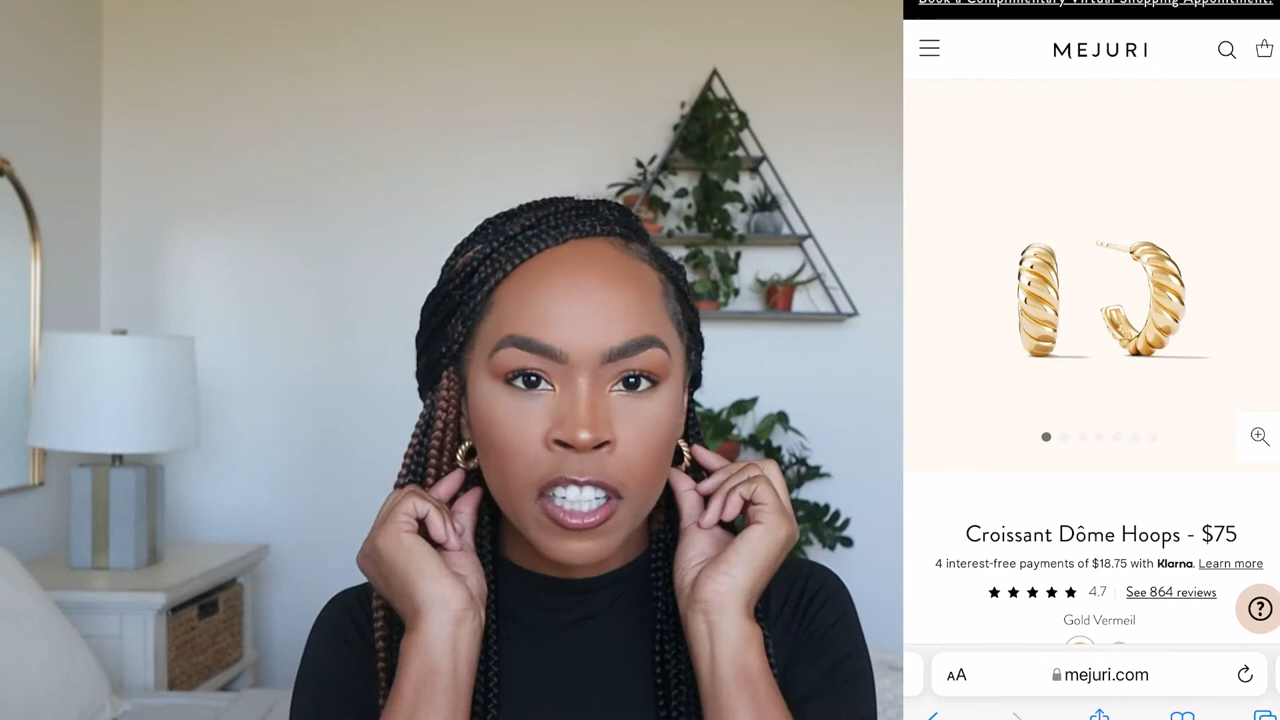 Book a Complimentary Virtual Shopping Appointment!
MEJURI
Croissant Dôme Hoops - $75
4 interest-free payments of $18.75 with Klarna. Learn more
4.7 See 864 reviews
Gold Vermeil
?
AA mejuri.com